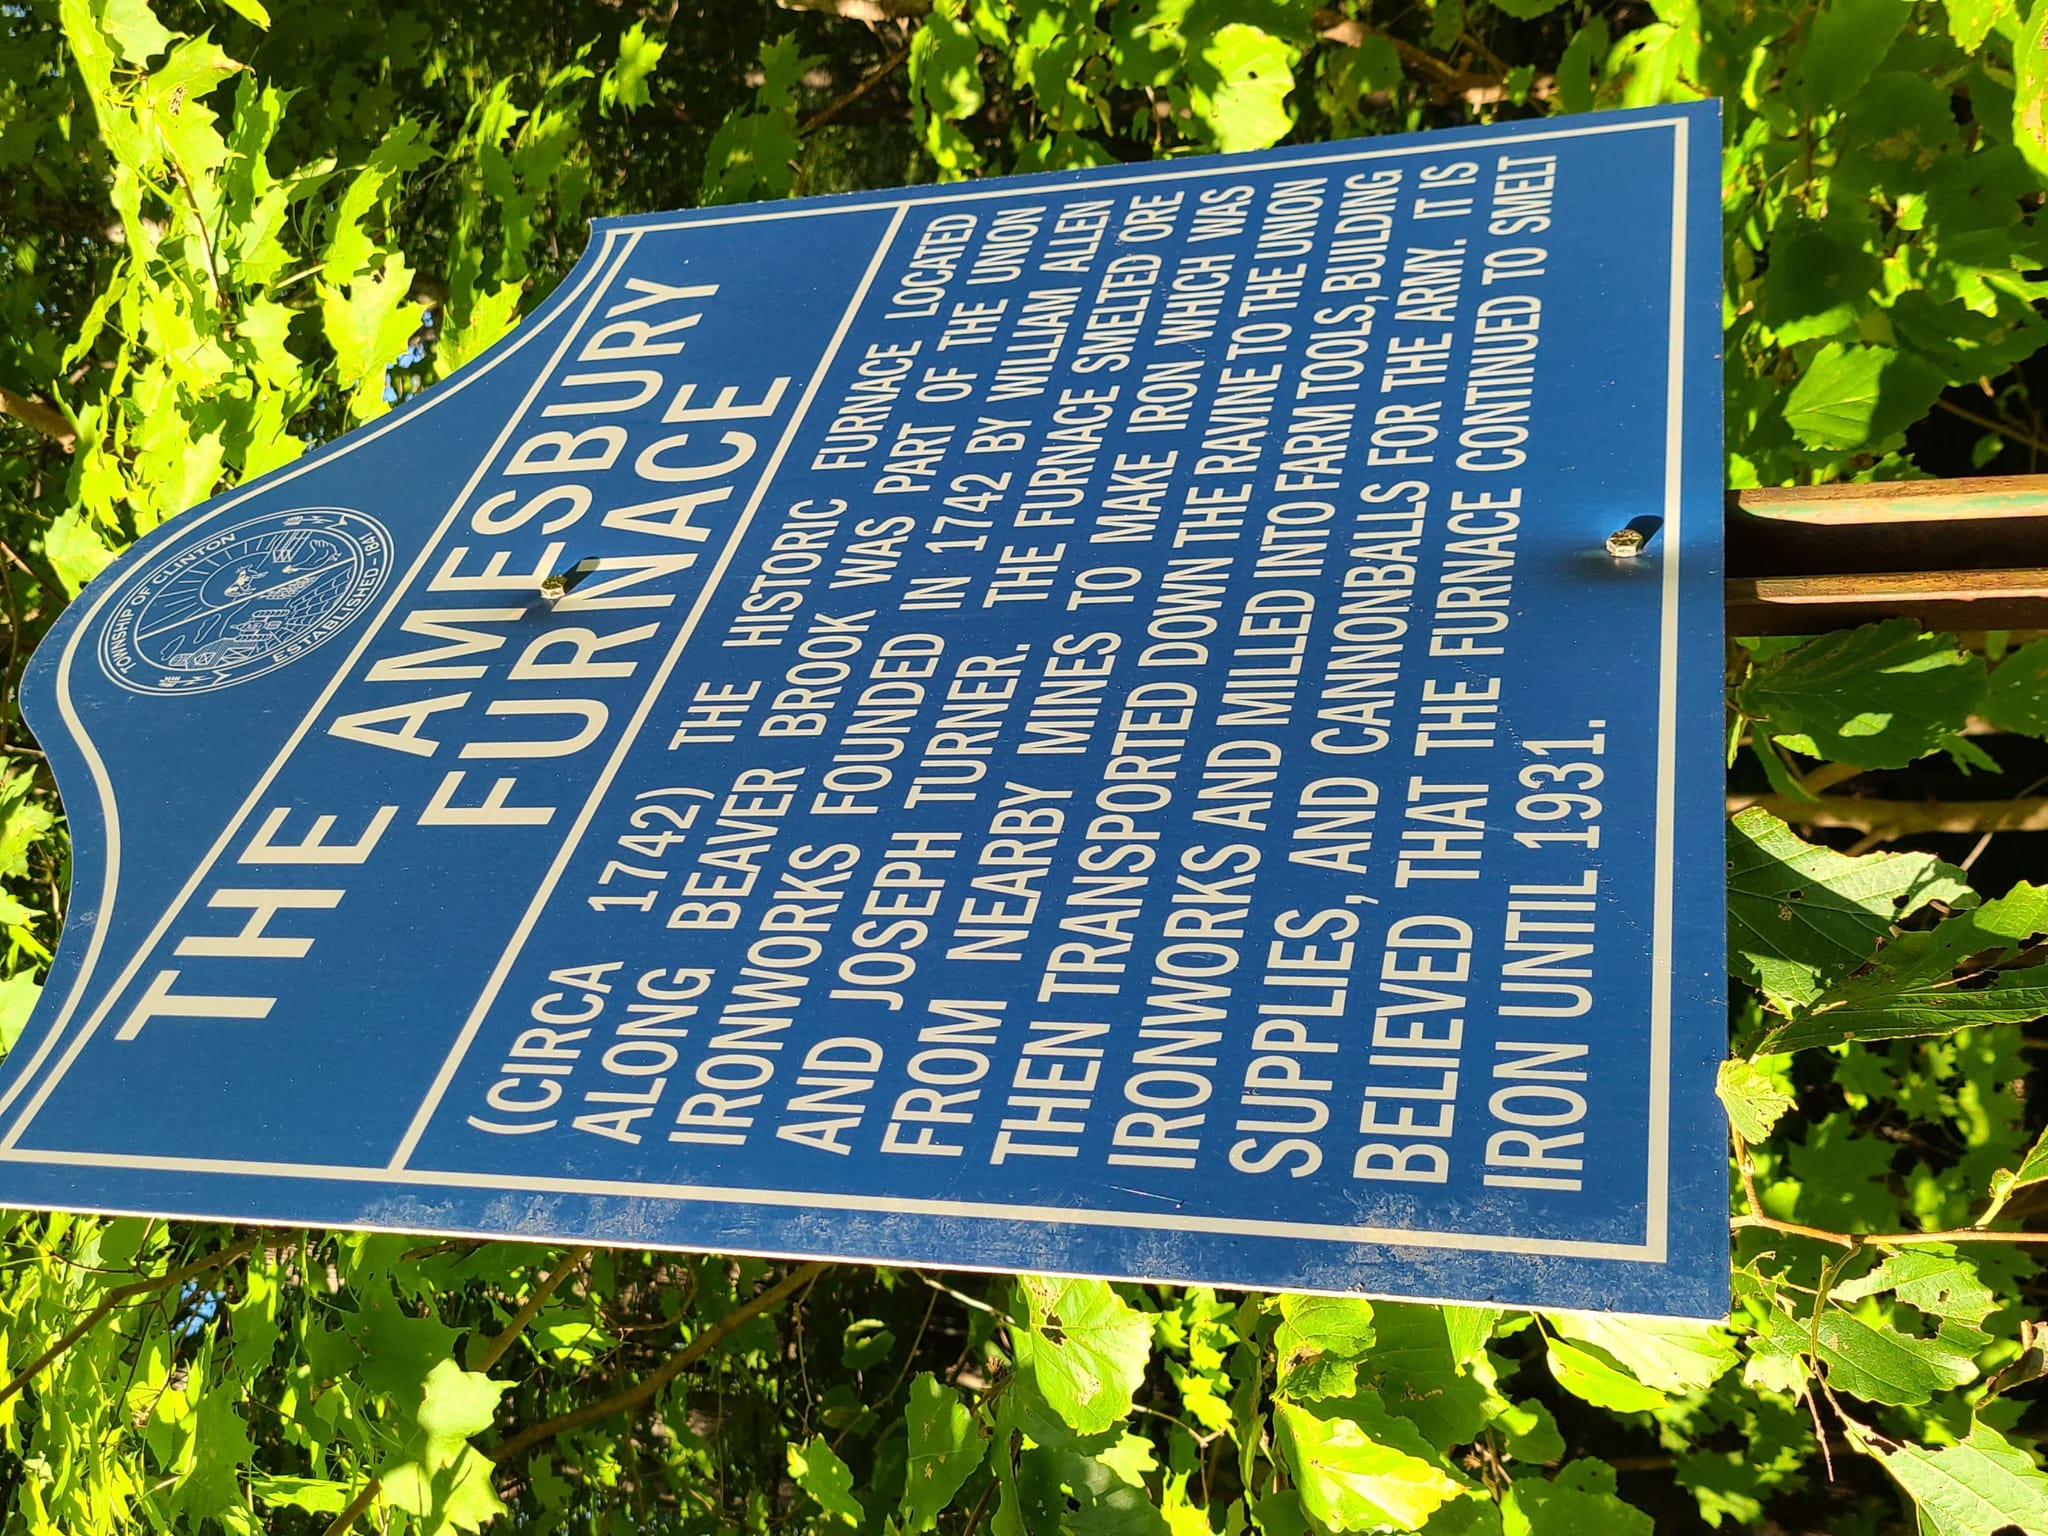 TOWNSHIP OF CLINTON
ESTABLISHED-1841
THE AMESBURY
FURNACE
(CIRCA 1742) THE HISTORIC FURNACE LOCATED
ALONG BEAVER BROOK WAS PART OF THE UNION
IRONWORKS FOUNDED IN 1742 BY WILLIAM ALLEN
AND JOSEPH TURNER. THE FURNACE SMELTED ORE
FROM NEARBY MINES TO MAKE IRON WHICH WAS
THEN TRANSPORTED DOWN THE RAVINE TO THE UNION
IRONWORKS AND MILLED INTO FARM TOOLS, BUILDING
SUPPLIES, AND CANNONBALLS FOR THE ARMY. IT IS
BELIEVED THAT THE FURNACE CONTINUED TO SMELT
IRON UNTIL 1931.